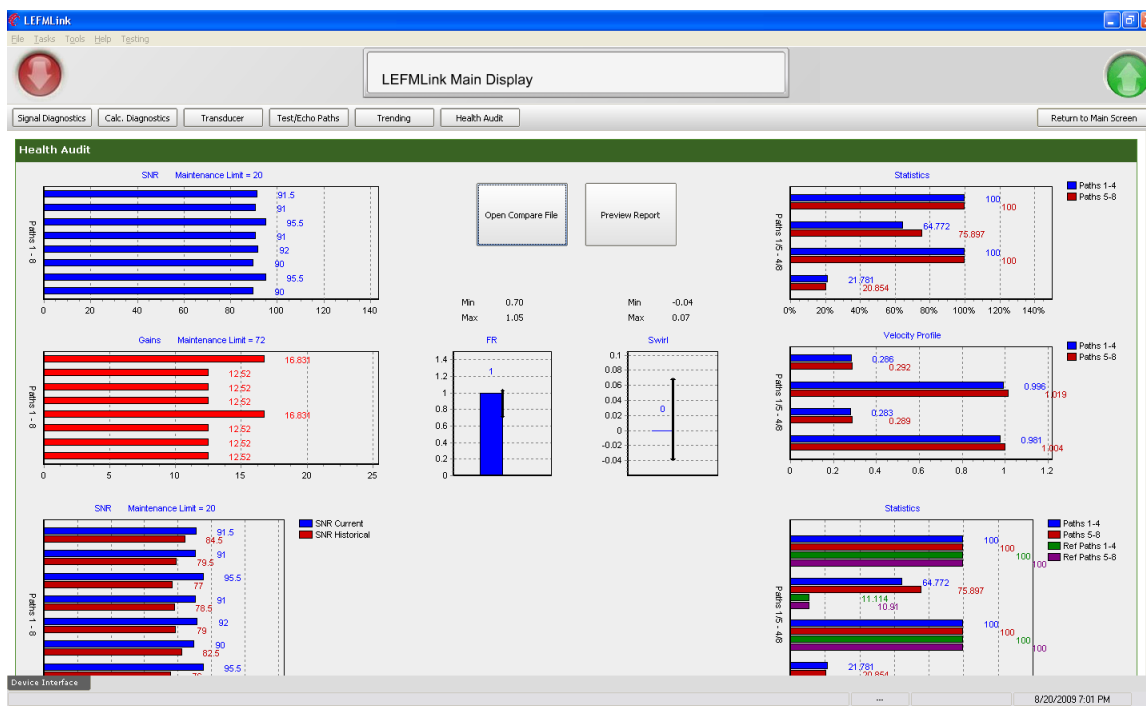 LEFMLink
File Tasks Tools Help Testing
LEFMLink Main Display
Signal Diagnostics Calc. Diagnostics Transducer Test/Echo Paths Trending Health Audit Return to Main Screen
Health Audit
SNR Maintenance Limit = 20
Paths 1 - 8
91.5
91
95.5
91
92
90
95.5
90
0 20 40 60 80 100 120 140
Open Compare File Preview Report
Statistics
Paths 1-4
Paths 5-8
Paths 1/5 - 4/8
100
100
64.772
75.897
100
100
21.781
20.854
0% 20% 40% 60% 80% 100% 120% 140%
Min 0.70
Max 1.05
Min -0.04
Max 0.07
Gains Maintenance Limit = 72
Paths 1 - 8
16.831
12.52
12.52
12.52
16.831
12.52
12.52
12.52
0 5 10 15 20 25
FR
1.4
1.2
1
0.8
0.6
0.4
0.2
0
1
Swirl
0.1
0.08
0.06
0.04
0.02
0
-0.02
-0.04
0
Velocity Profile
Paths 1-4
Paths 5-8
Paths 1/5 - 4/8
0.286
0.292
0.996
1.019
0.283
0.289
0.981
1.004
0 0.2 0.4 0.6 0.8 1 1.2
SNR Maintenance Limit = 20
SNR Current
SNR Historical
Paths 1 - 8
91.5
84.5
91
79.5
95.5
77
91
78.5
92
79
90
82.5
95.5
Statistics
Paths 1-4
Paths 5-8
Ref Paths 1-4
Ref Paths 5-8
Paths 1/5 - 4/8
100
100
100
100
64.772
75.897
11.114
10.91
100
100
100
100
21.781
20.854
Device Interface
... 8/20/2009 7:01 PM